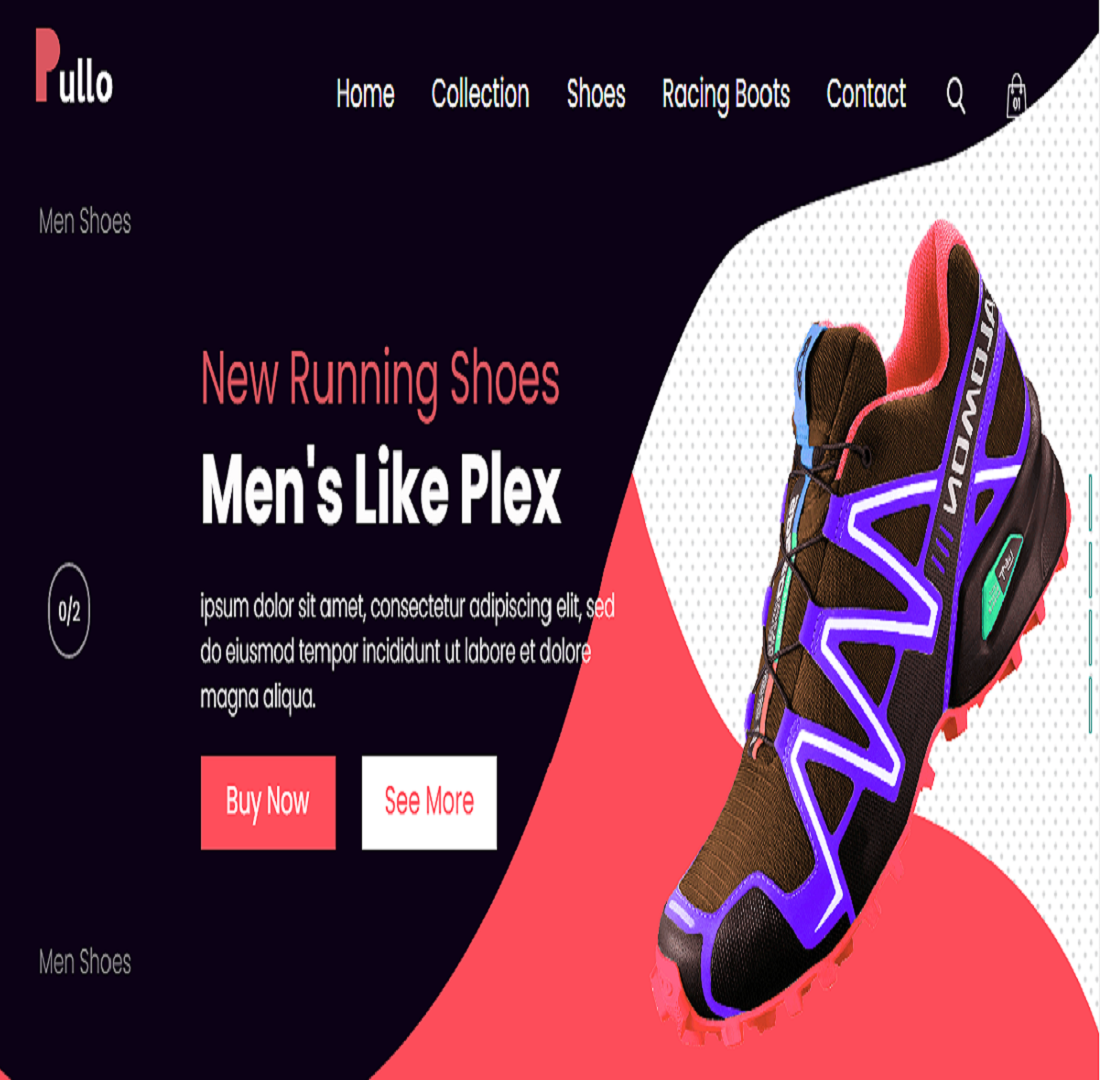 Pullo
Home Collection Shoes Racing Boots Contact 01
Men Shoes
New Running Shoes
Men's Like Plex
0/2
ipsum dolor sit amet, consectetur adipiscing elit, sed
do eiusmod tempor incididunt ut labore et dolore
magna aliqua.
Buy Now See More
Men Shoes